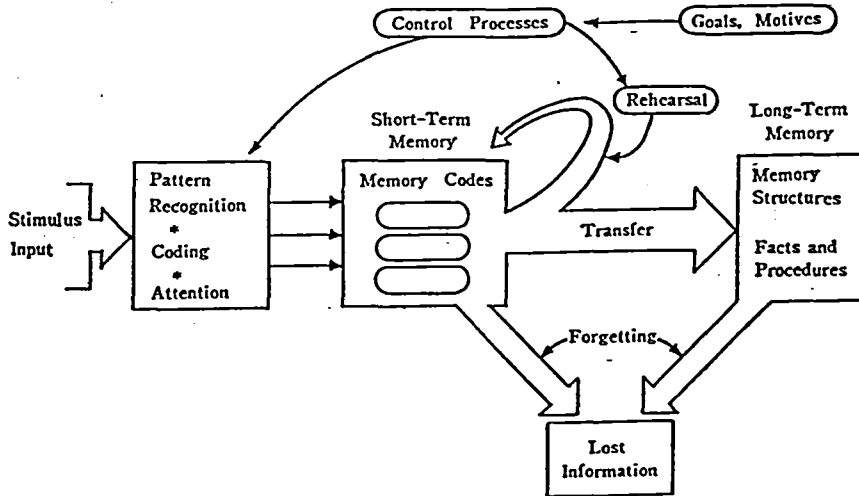 Control Processes
Goals, Motives
Rehearsal
Short-Term
Memory
Long-Term
Memory
Stimulus
Input
Pattern
Recognition
*
Coding
*
Attention
Memory Codes
Transfer
Memory
Structures
Facts and
Procedures
Forgetting
Lost
Information